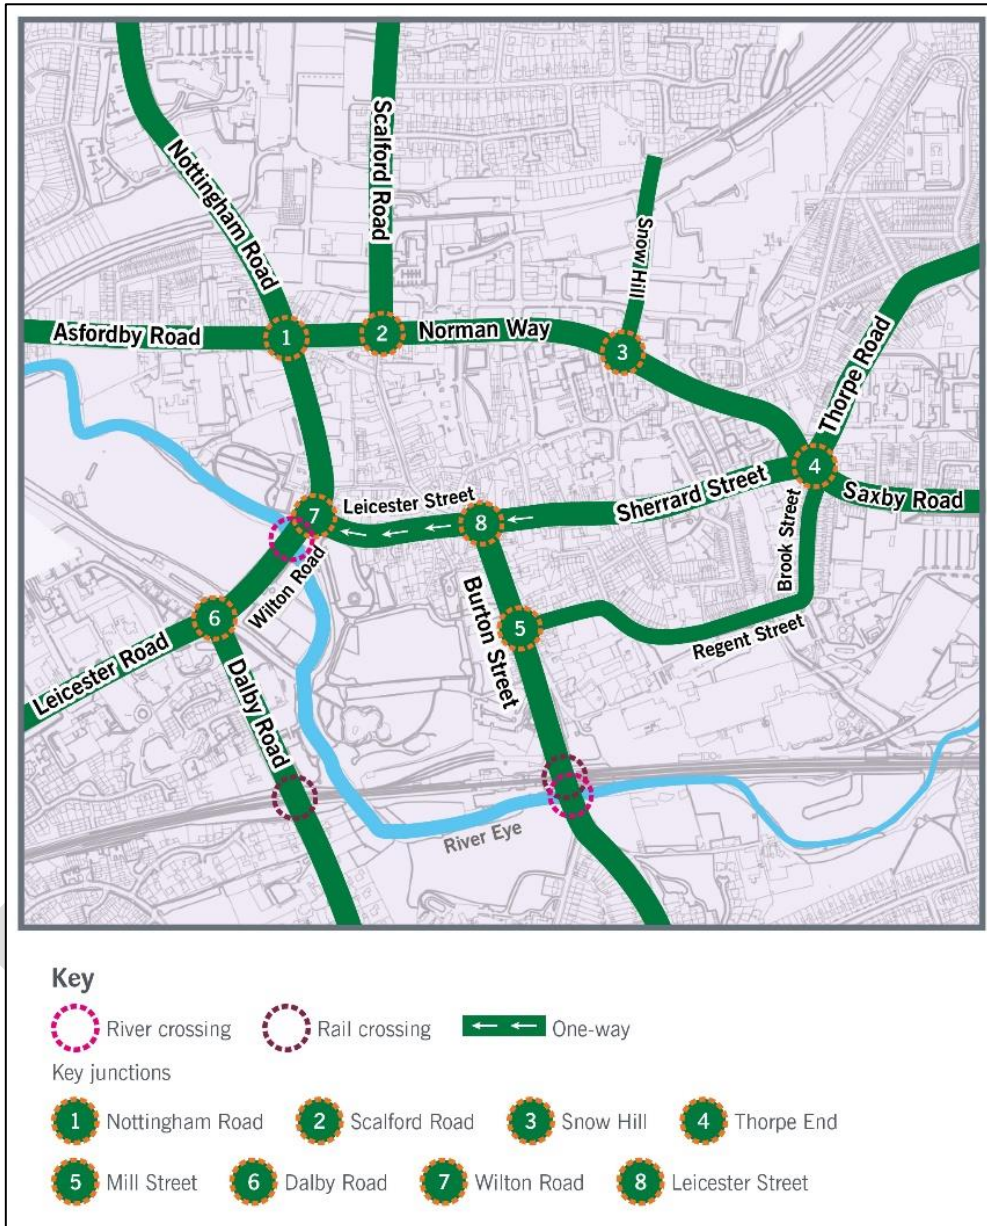 Nottingham Road
Scalford Road
Snow Hill
Asfordby Road
1
2
Norman Way
3
Thorpe Road
4
Saxby Road
Sherrard Street
Brook Street
Leicester Street
7
8
Wilton Road
6
Burton Street
5
Regent Street
Leicester Road
Dalby Road
River Eye
Key
River crossing
Rail crossing
One-way
Key junctions
1 Nottingham Road
2 Scalford Road
3 Snow Hill
4 Thorpe End
5 Mill Street
6 Dalby Road
7 Wilton Road
8 Leicester Street